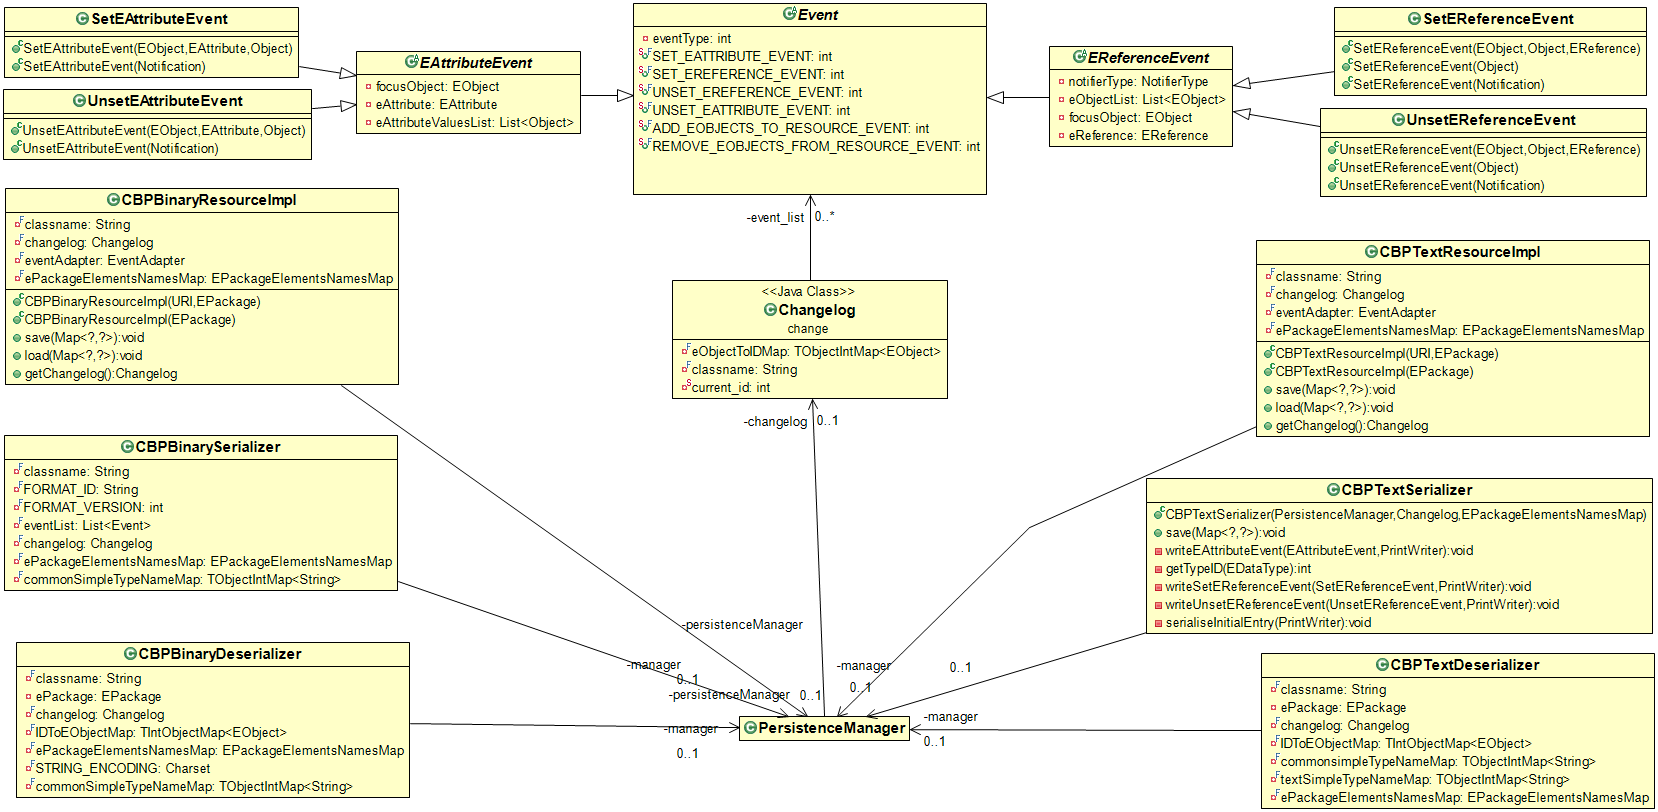 SetEAttributeEvent
SetEAttributeEvent(EObject,EAttribute,Object)
SetEAttributeEvent(Notification)
UnsetEAttributeEvent
UnsetEAttributeEvent(EObject,EAttribute,Object)
UnsetEAttributeEvent(Notification)
EAttributeEvent
focusObject: EObject
eAttribute: EAttribute
eAttributeValuesList: List<Object>
Event
eventType: int
SET_EATTRIBUTE_EVENT: int
SET_EREFERENCE_EVENT: int
UNSET_EREFERENCE_EVENT: int
UNSET_EATTRIBUTE_EVENT: int
ADD_EOBJECTS_TO_RESOURCE_EVENT: int
REMOVE_EOBJECTS_FROM_RESOURCE_EVENT: int
EReferenceEvent
notifierType: NotifierType
eObjectList: List<EObject>
focusObject: EObject
eReference: EReference
SetEReferenceEvent
SetEReferenceEvent(EObject,Object,EReference)
SetEReferenceEvent(Object)
SetEReferenceEvent(Notification)
UnsetEReferenceEvent
UnsetEReferenceEvent(EObject,Object,EReference)
UnsetEReferenceEvent(Object)
UnsetEReferenceEvent(Notification)
CBPBinaryResourceImpl
classname: String
changelog: Changelog
eventAdapter: EventAdapter
ePackageElementsNamesMap: EPackageElementsNamesMap
CBPBinaryResourceImpl(URI,EPackage)
CBPBinaryResourceImpl(EPackage)
save(Map<?,?>):void
load(Map<?,?>):void
getChangelog():Changelog
-event_list 0..*
<<Java Class>>
Changelog
change
eObjectToIDMap: TObjectIntMap<EObject>
classname: String
current_id: int
-changelog 0..1
CBPTextResourceImpl
classname: String
changelog: Changelog
eventAdapter: EventAdapter
ePackageElementsNamesMap: EPackageElementsNamesMap
CBPTextResourceImpl(URI,EPackage)
CBPTextResourceImpl(EPackage)
save(Map<?,?>):void
load(Map<?,?>):void
getChangelog():Changelog
CBPBinarySerializer
classname: String
FORMAT_ID: String
FORMAT_VERSION: int
eventList: List<Event>
changelog: Changelog
ePackageElementsNamesMap: EPackageElementsNamesMap
commonSimpleTypeNameMap: TObjectIntMap<String>
CBPTextSerializer
CBPTextSerializer(PersistenceManager,Changelog,EPackageElementsNamesMap)
save(Map<?,?>):void
writeEAttributeEvent(EAttributeEvent,PrintWriter):void
getTypeID(EDataType):int
writeSetEReferenceEvent(SetEReferenceEvent,PrintWriter):void
writeUnsetEReferenceEvent(UnsetEReferenceEvent,PrintWriter):void
serialiseInitialEntry(PrintWriter):void
-persistenceManager
-manager
0..1
-persistenceManager 0..1
-manager
0..1
0..1
CBPBinaryDeserializer
classname: String
ePackage: EPackage
changelog: Changelog
IDToEObjectMap: TIntObjectMap<EObject>
ePackageElementsNamesMap: EPackageElementsNamesMap
STRING_ENCODING: Charset
commonSimpleTypeNameMap: TObjectIntMap<String>
-manager
0..1
PersistenceManager
-manager
0..1
CBPTextDeserializer
classname: String
ePackage: EPackage
changelog: Changelog
IDToEObjectMap: TIntObjectMap<EObject>
commonsimpleTypeNameMap: TObjectIntMap<String>
textSimpleTypeNameMap: TObjectIntMap<String>
ePackageElementsNamesMap: EPackageElementsNamesMap